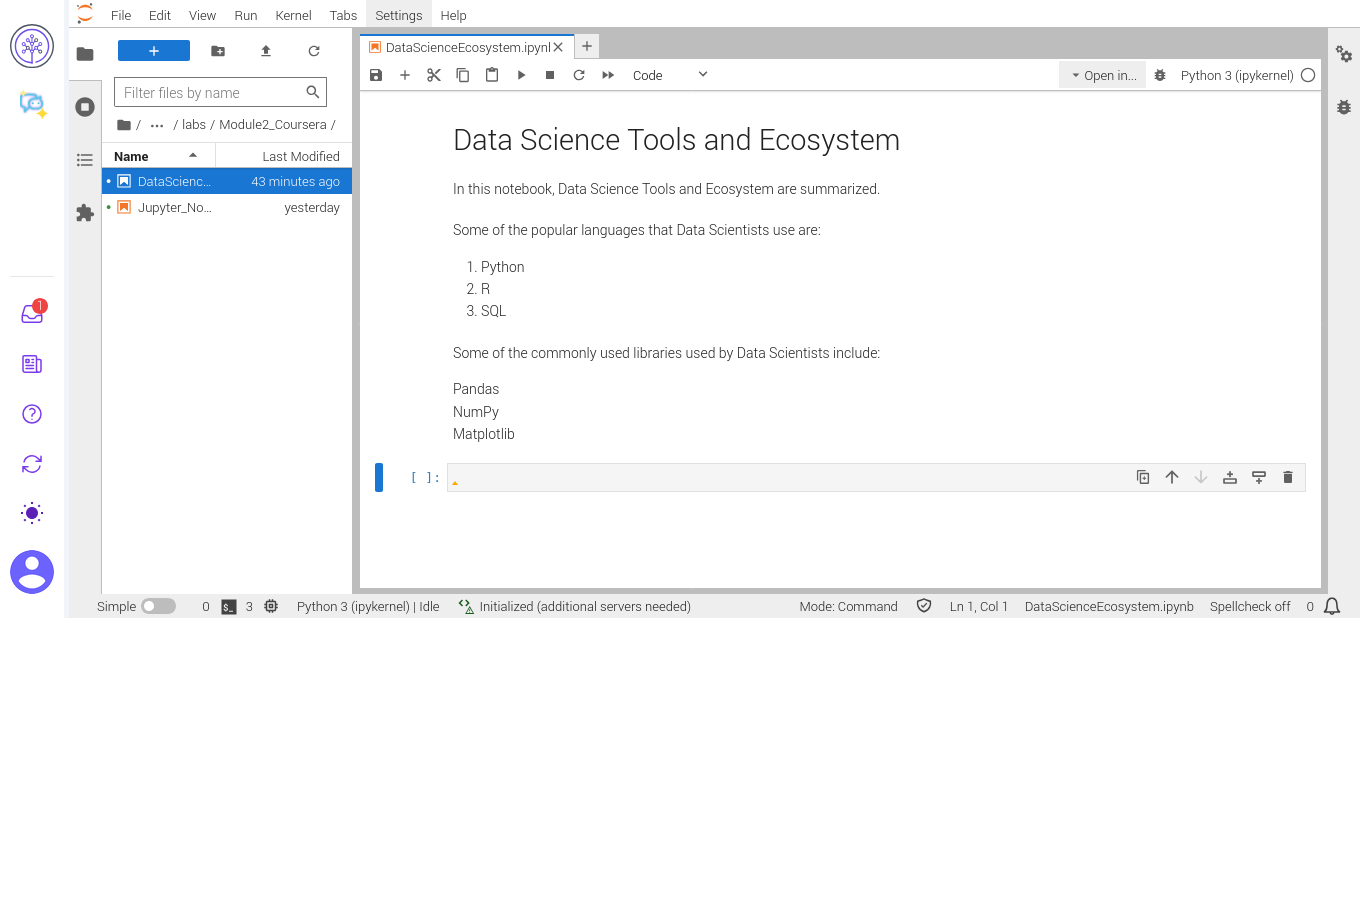 File Edit View Run Kernel Tabs Settings Help
+
DataScienceEcosystem.ipynl
Filter files by name
Code
Open in...
Python 3 (ipykernel)
/ ... / labs / Module2_Coursera /
Name Last Modified
DataScienc... 43 minutes ago
Jupyter_No... yesterday
1
Data Science Tools and Ecosystem
In this notebook, Data Science Tools and Ecosystem are summarized.
Some of the popular languages that Data Scientists use are:
1. Python
2. R
3. SQL
Some of the commonly used libraries used by Data Scientists include:
Pandas
NumPy
Matplotlib
[ ]:
Simple 0 $_ 3 Python 3 (ipykernel) | Idle Initialized (additional servers needed) Mode: Command Ln 1, Col 1 DataScienceEcosystem.ipynb Spellcheck off 0